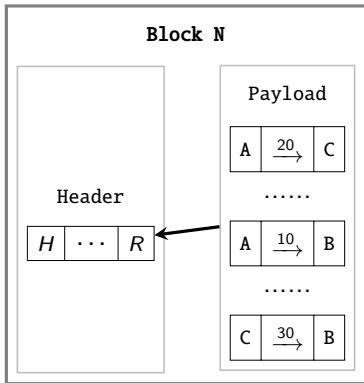 Block N
Header
H ⋯ R
Payload
A 20→ C
......
A 10→ B
......
C 30→ B